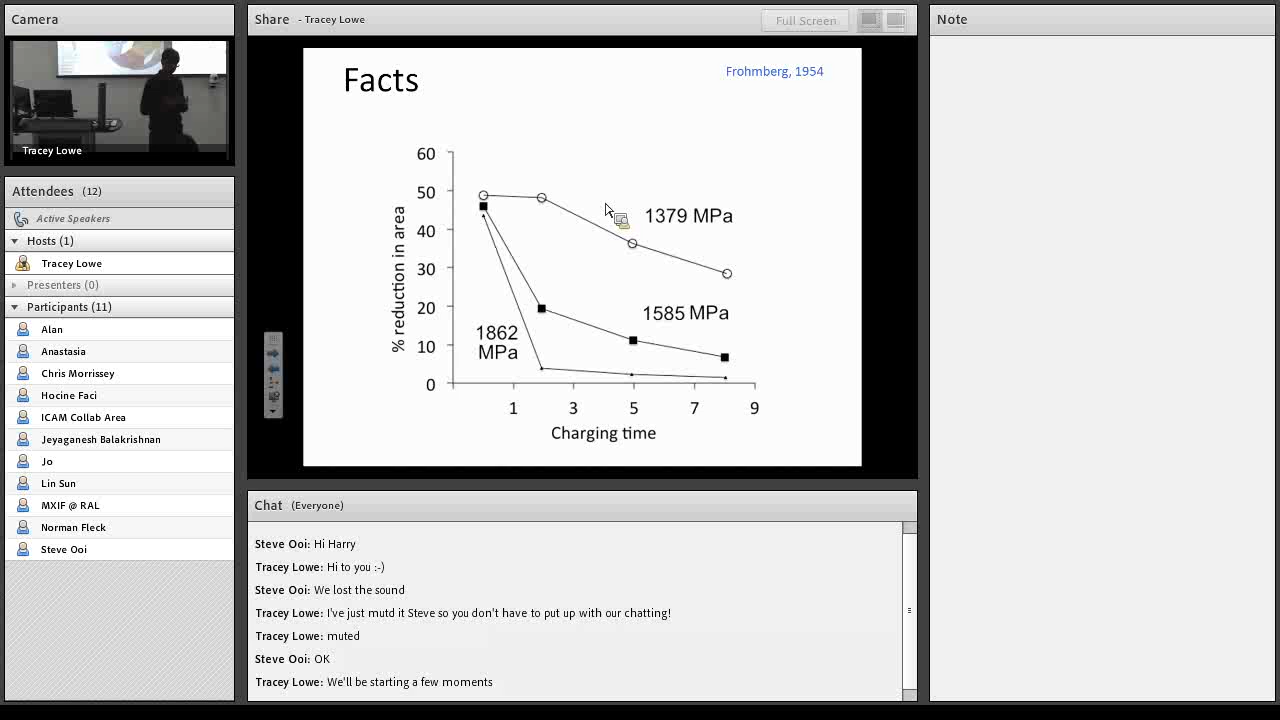 Camera
Tracey Lowe
Attendees (12)
Active Speakers
Hosts (1)
Tracey Lowe
Presenters (0)
Participants (11)
Alan
Anastasia
Chris Morrissey
Hocine Faci
ICAM Collab Area
Jeyaganesh Balakrishnan
Jo
Lin Sun
MXIF @ RAL
Norman Fleck
Steve Ooi
Share - Tracey Lowe
Full Screen
Facts
Frohmberg, 1954
% reduction in area
60
50
40
30
20
10
0
1379 MPa
1585 MPa
1862
MPa
1 3 5 7 9
Charging time
Chat (Everyone)
Steve Ooi: Hi Harry
Tracey Lowe: Hi to you :-)
Steve Ooi: We lost the sound
Tracey Lowe: I've just mutd it Steve so you don't have to put up with our chatting!
Tracey Lowe: muted
Steve Ooi: OK
Tracey Lowe: We'll be starting a few moments
Note